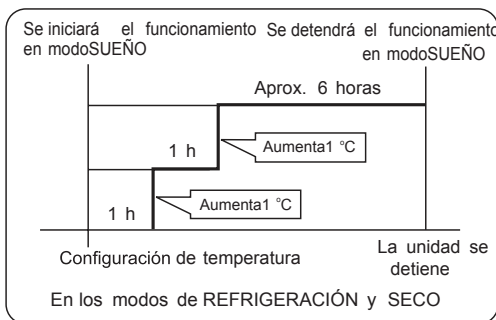 Se iniciará el funcionamiento
en modoSUEÑO
Se detendrá el funcionamiento
en modoSUEÑO
Aprox. 6 horas
1 h
Aumenta1 °C
1 h
Aumenta1 °C
Configuración de temperatura
La unidad se
detiene
En los modos de REFRIGERACIÓN y SECO